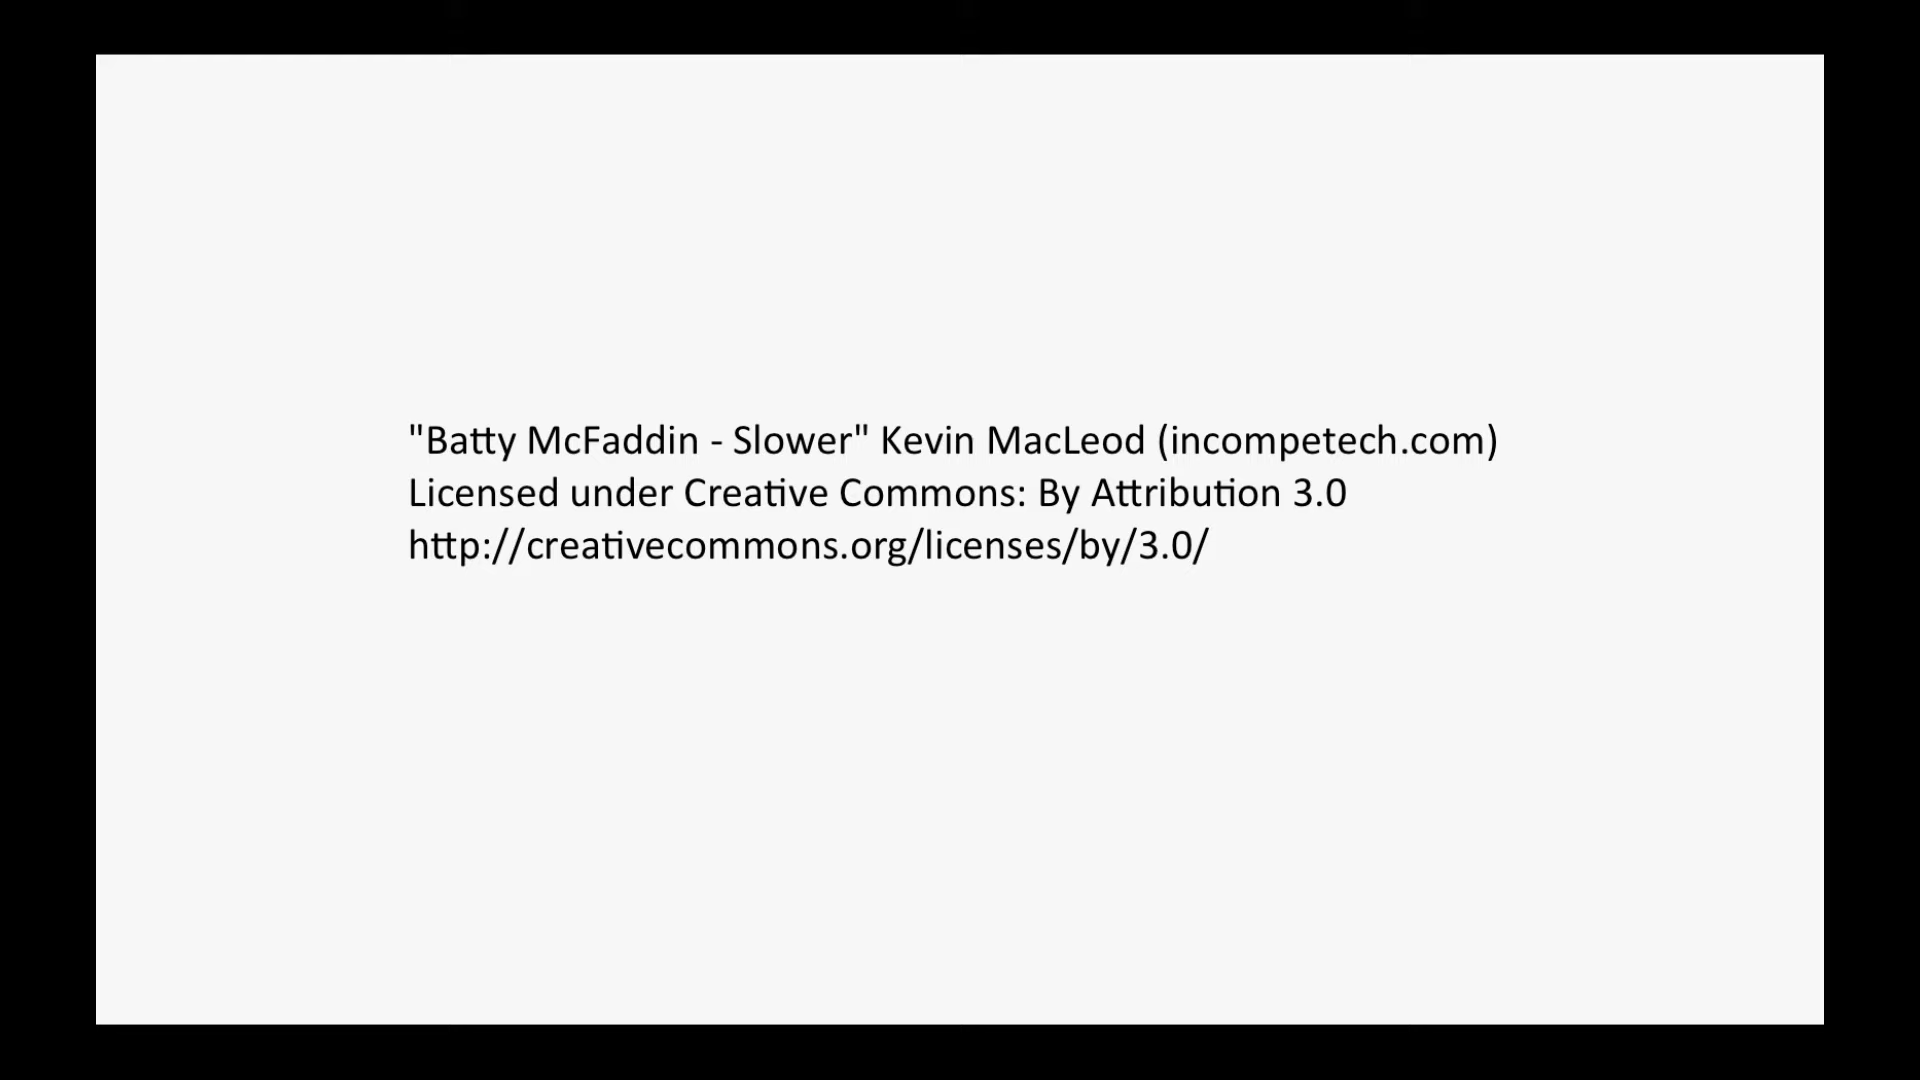 "Batty McFaddin - Slower" Kevin MacLeod (incompetech.com)
Licensed under Creative Commons: By Attribution 3.0
http://creativecommons.org/licenses/by/3.0/